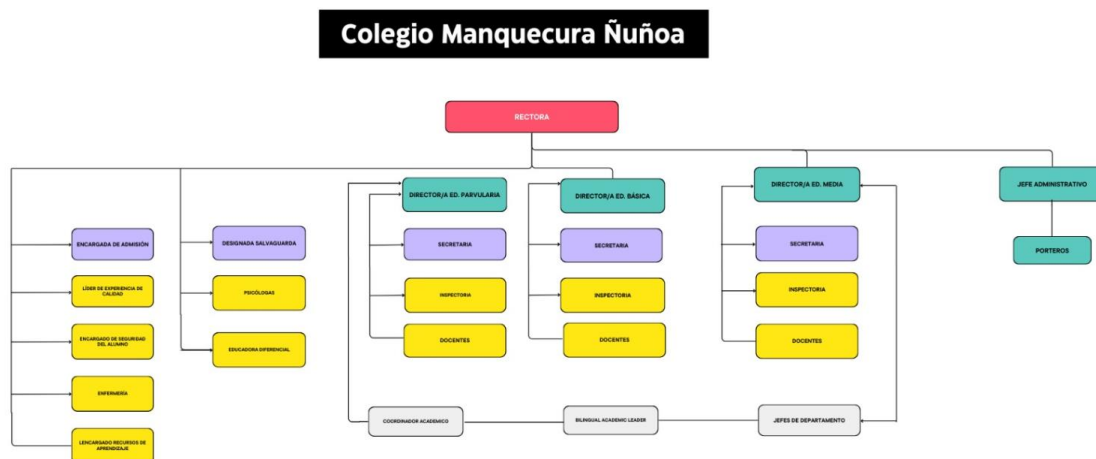 Colegio Manquecura Ñuñoa
RECTORA
DIRECTOR/A ED. PARVULARIA
DIRECTOR/A ED. BÁSICA
DIRECTOR/A ED. MEDIA
JEFE ADMINISTRATIVO
ENCARGADA DE ADMISIÓN
DESIGNADA SALVAGUARDA
SECRETARIA
SECRETARIA
SECRETARIA
PORTEROS
LÍDER DE EXPERIENCIA DE
CALIDAD
PSICÓLOGAS
INSPECTORIA
INSPECTORIA
INSPECTORIA
ENCARGADO DE SEGURIDAD
DEL ALUMNO
EDUCADORA DIFERENCIAL
DOCENTES
DOCENTES
DOCENTES
ENFERMERÍA
COORDINADOR ACADÉMICO
BILINGUAL ACADEMIC LEADER
JEFES DE DEPARTAMENTO
LENCARGADO RECURSOS DE
APRENDIZAJE